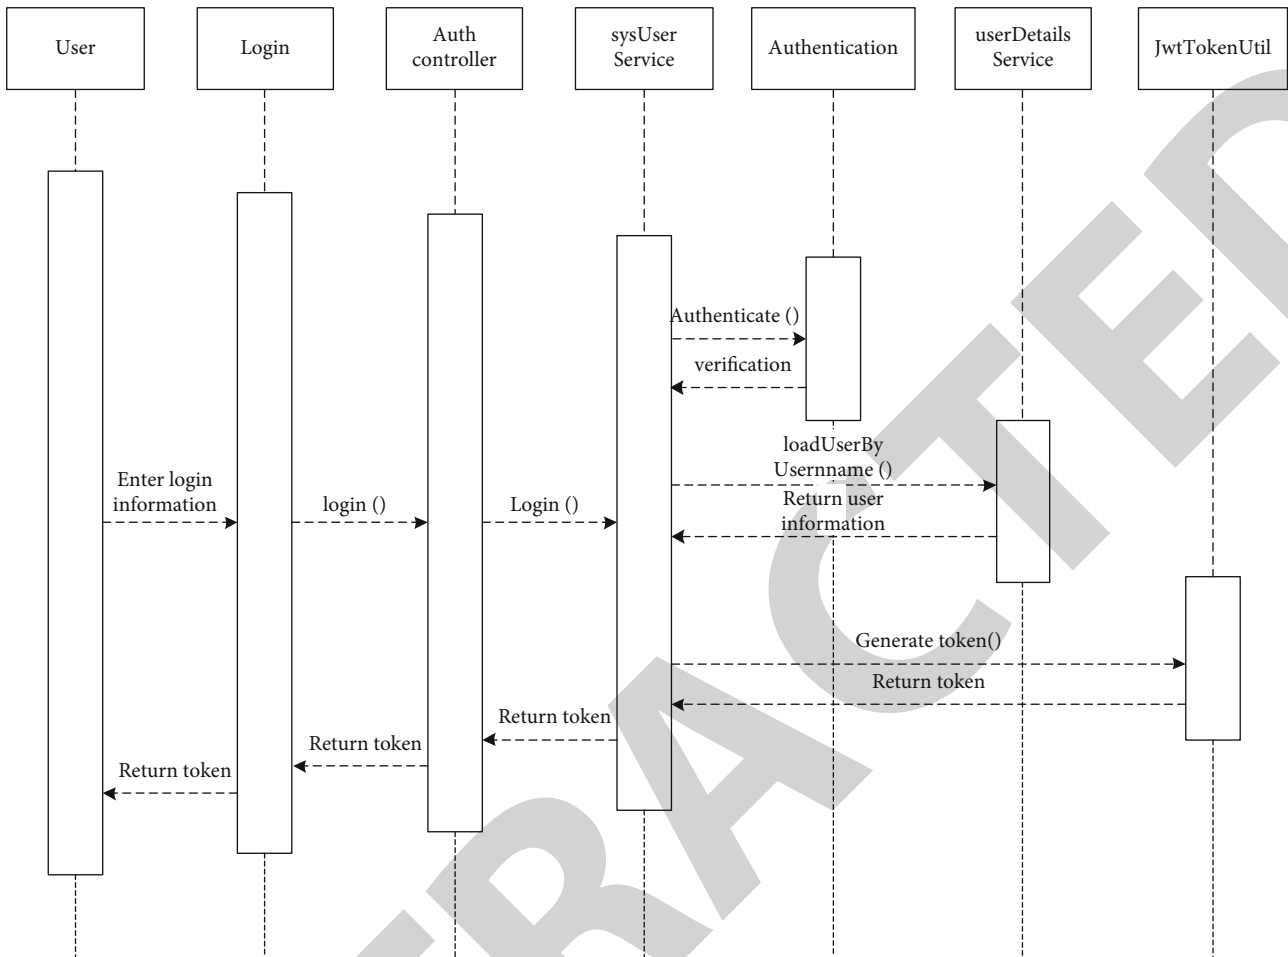 User
Login
Auth
controller
sysUser
Service
Authentication
userDetails
Service
JwtTokenUtil
Authenticate ()
verification
loadUserBy
Usernname ()
Return user
information
Enter login
information
login ()
Login ()
Generate token()
Return token
Return token
Return token
Return token
TRACTED